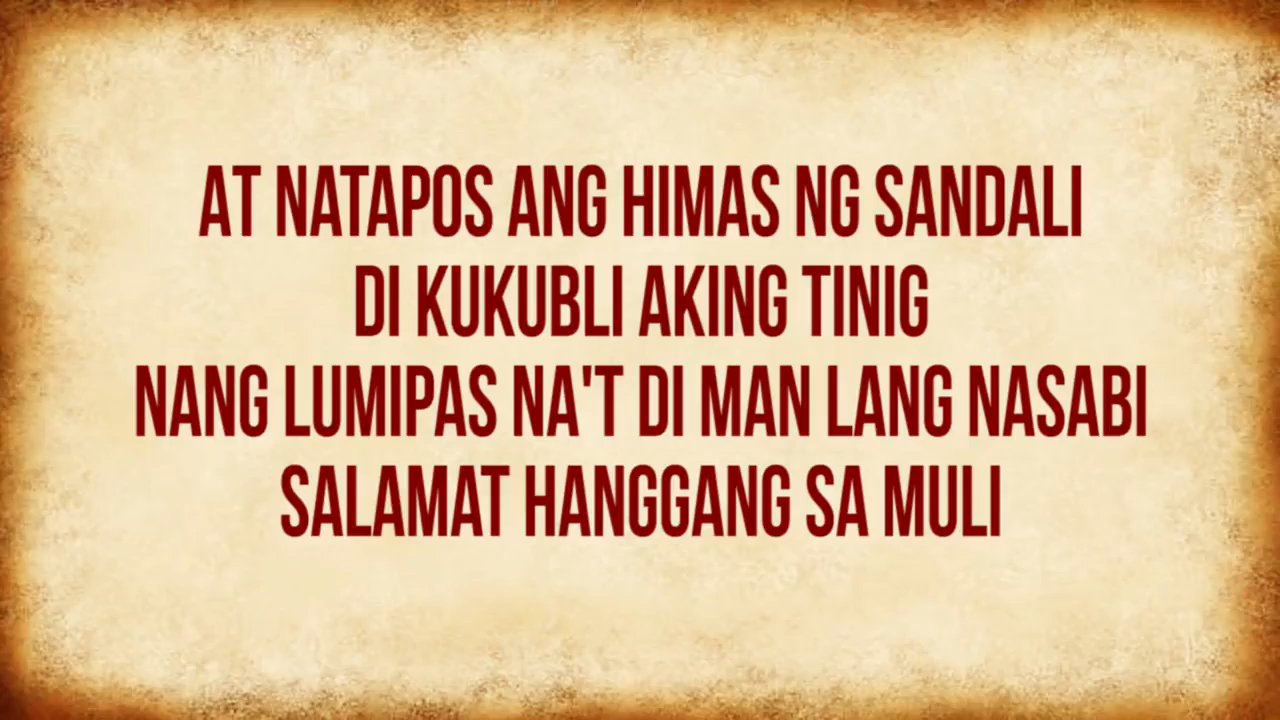 AT NATAPOS ANG HIMAS NG SANDALI
DI KUKUBLI AKING TINIG
NANG LUMIPAS NA'T DI MAN LANG NASABI
SALAMAT HANGGANG SA MULI